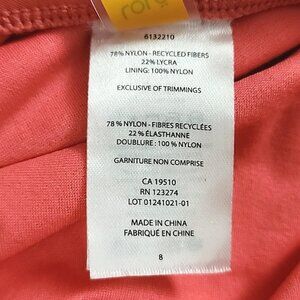 6132210
78% NYLON - RECYCLED FIBERS
22% LYCRA
LINING: 100% NYLON
EXCLUSIVE OF TRIMMINGS
78 % NYLON - FIBRES RECYCLÉES
22 % ÉLASTHANNE
DOUBLURE : 100 % NYLON
GARNITURE NON COMPRISE
CA 19510
RN 123274
LOT 01241021-01
MADE IN CHINA
FABRIQUÉ EN CHINE
8